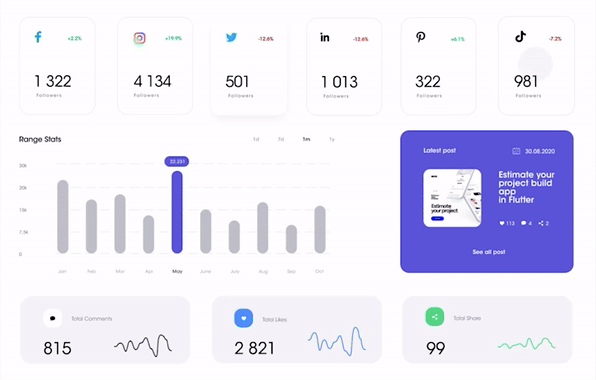 +2.2%
1 322
Followers
+19.9%
4 134
Followers
-12.6%
501
Followers
in
-12.6%
1 013
Followers
+6.1%
322
Followers
-7.2%
981
Followers
Range Stats
1d 7d 1m 1y
30k
20k
15k
7.5k
0
22.231
Jan Feb Mar Apr May June July Aug Sep Oct
Latest post
30.08.2020
Estimate
your project
Estimate your
project build
app
in Flutter
113 4 2
See all post
Total Comments
815
Total Likes
2 821
Total Share
99